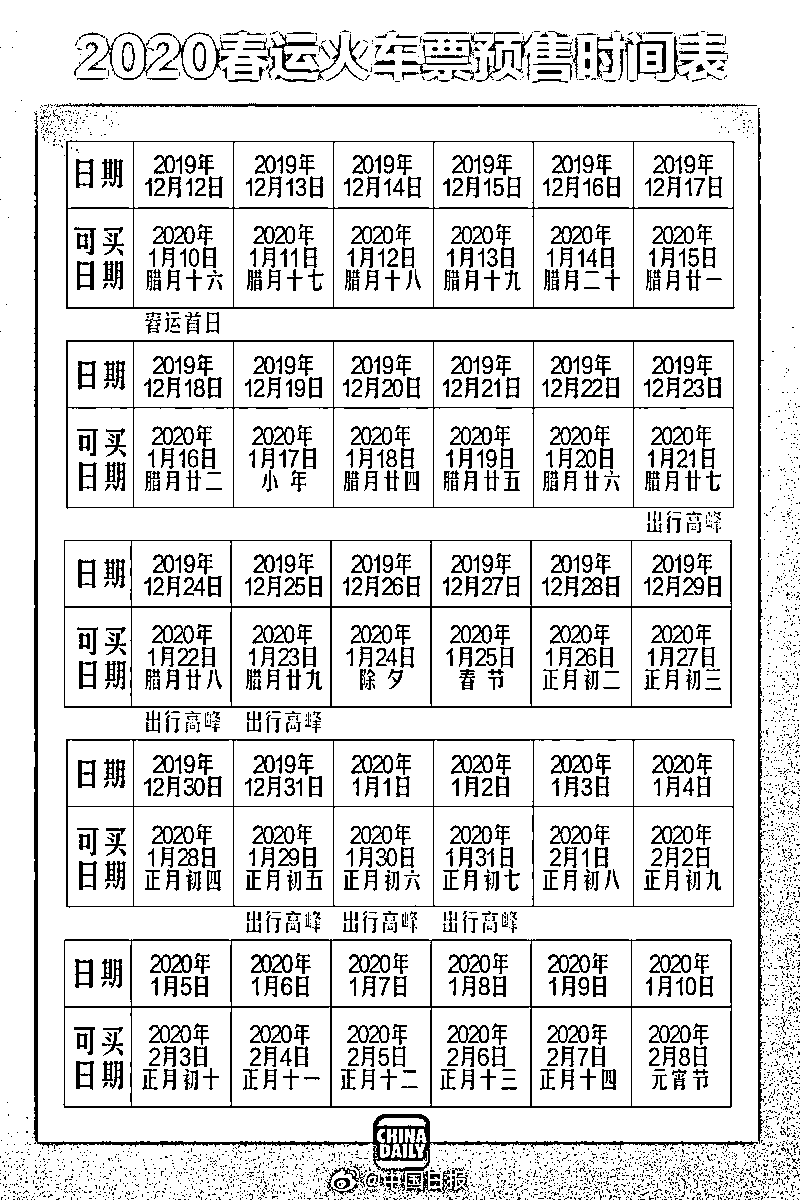 2020春运火车票预售时间表
日期 2019年 2019年 2019年 2019年 2019年 2019年
12月12日 12月13日 12月14日 12月15日 12月16日 12月17日
可买 2020年 2020年 2020年 2020年 2020年 2020年
日期 1月10日 1月11日 1月12日 1月13日 1月14日 1月15日
腊月十六 腊月十七 腊月十八 腊月十九 腊月二十 腊月廿一
春运首日
日期 2019年 2019年 2019年 2019年 2019年 2019年
12月18日 12月19日 12月20日 12月21日 12月22日 12月23日
可买 2020年 2020年 2020年 2020年 2020年 2020年
日期 1月16日 1月17日 1月18日 1月19日 1月20日 1月21日
腊月廿二 小年 腊月廿四 腊月廿五 腊月廿六 腊月廿七
出行高峰
日期 2019年 2019年 2019年 2019年 2019年 2019年
12月24日 12月25日 12月26日 12月27日 12月28日 12月29日
可买 2020年 2020年 2020年 2020年 2020年 2020年
日期 1月22日 1月23日 1月24日 1月25日 1月26日 1月27日
腊月廿八 腊月廿九 除夕 春节 正月初二 正月初三
出行高峰 出行高峰
日期 2019年 2019年 2020年 2020年 2020年 2020年
12月30日 12月31日 1月1日 1月2日 1月3日 1月4日
可买 2020年 2020年 2020年 2020年 2020年 2020年
日期 1月28日 1月29日 1月30日 1月31日 2月1日 2月2日
正月初四 正月初五 正月初六 正月初七 正月初八 正月初九
出行高峰 出行高峰 出行高峰
日期 2020年 2020年 2020年 2020年 2020年 2020年
1月5日 1月6日 1月7日 1月8日 1月9日 1月10日
可买 2020年 2020年 2020年 2020年 2020年 2020年
日期 2月3日 2月4日 2月5日 2月6日 2月7日 2月8日
正月初十 正月十一 正月十二 正月十三 正月十四 元宵节
CHINA
DAILY
@中国日报